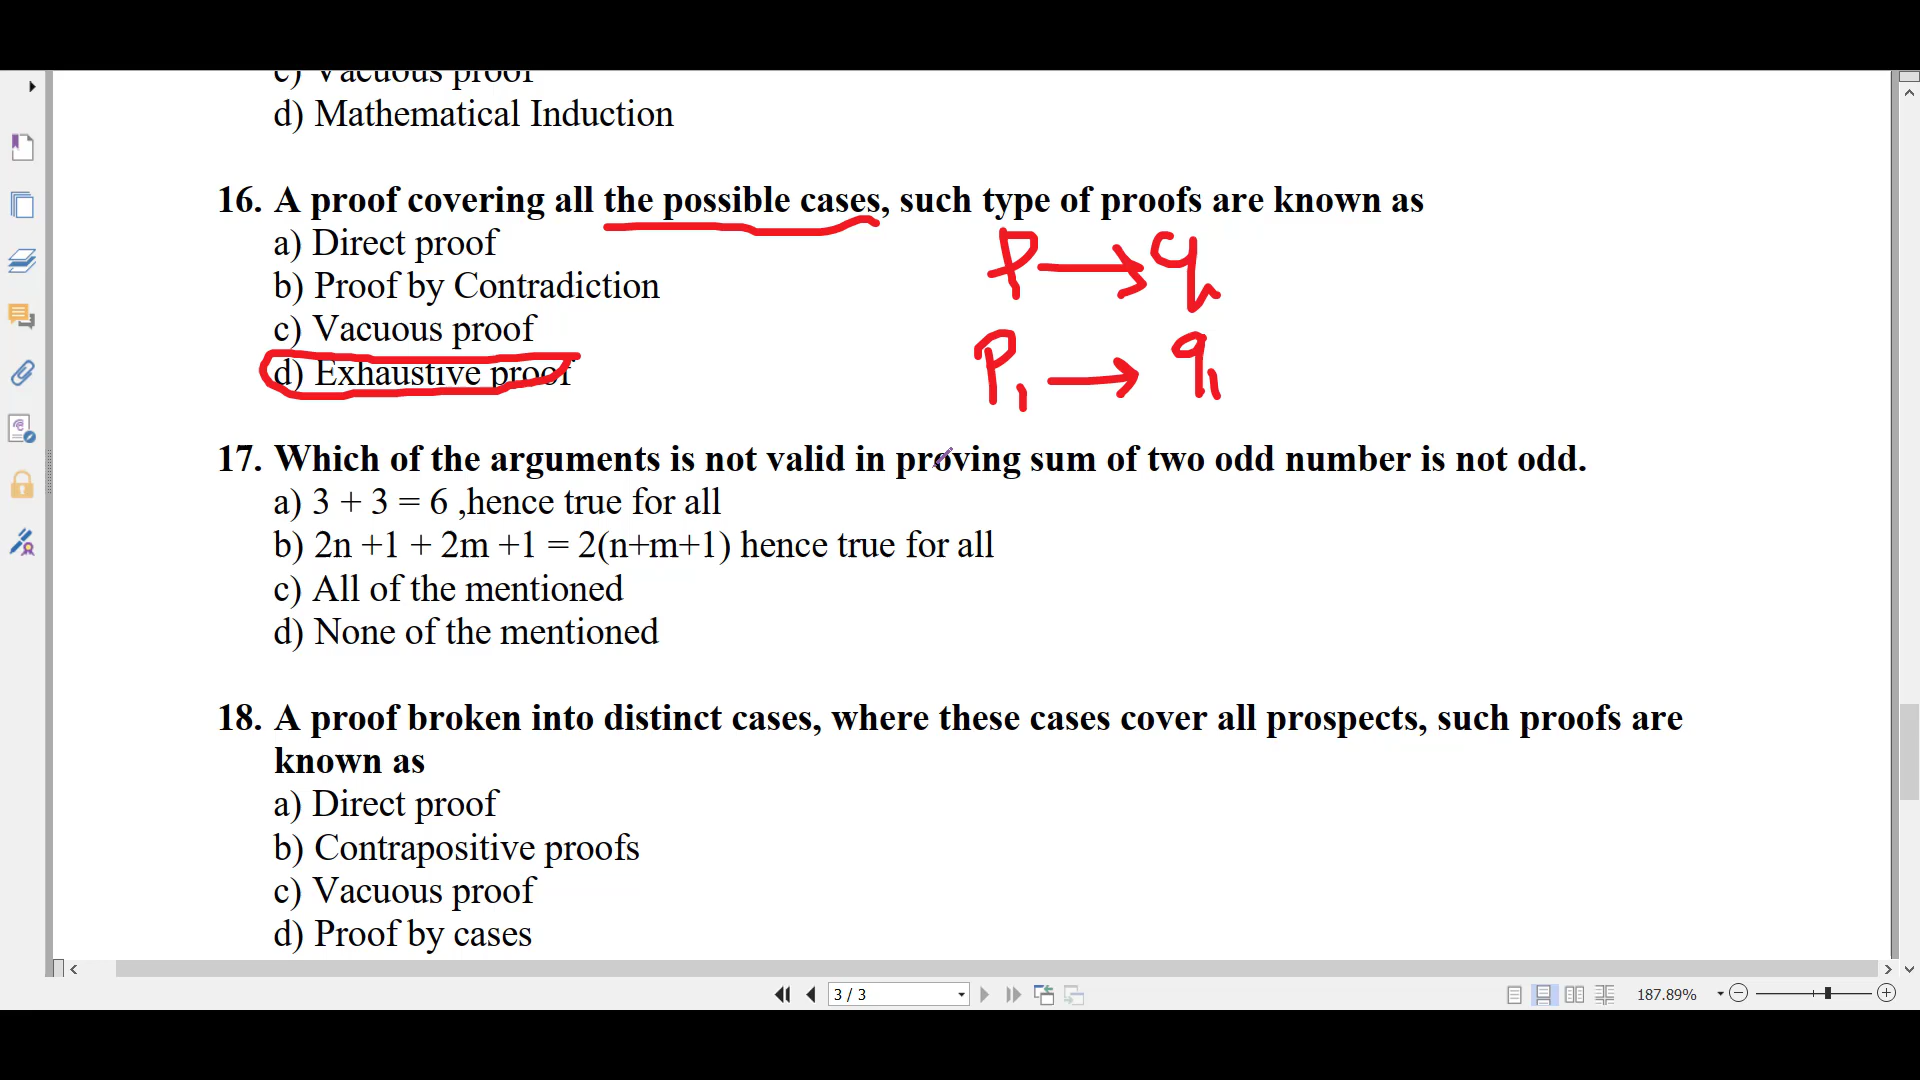 c) Vacuous proof
d) Mathematical Induction
16. A proof covering all the possible cases, such type of proofs are known as
a) Direct proof
b) Proof by Contradiction
c) Vacuous proof
d) Exhaustive proof
P → q
P1 → q1
17. Which of the arguments is not valid in proving sum of two odd number is not odd.
a) 3 + 3 = 6 ,hence true for all
b) 2n +1 + 2m +1 = 2(n+m+1) hence true for all
c) All of the mentioned
d) None of the mentioned
18. A proof broken into distinct cases, where these cases cover all prospects, such proofs are
known as
a) Direct proof
b) Contrapositive proofs
c) Vacuous proof
d) Proof by cases
3 / 3
187.89%